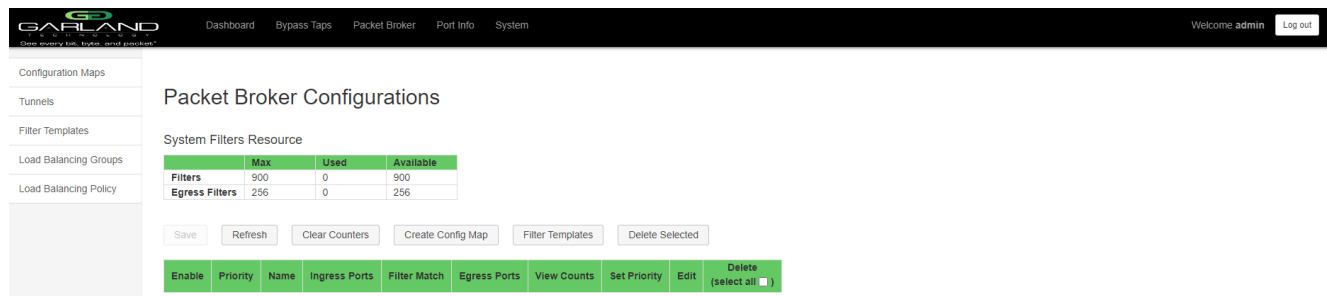 GARLAND
TECHNOLOGY
See every bit, byte, and packet™
Dashboard Bypass Taps Packet Broker Port Info System
Welcome admin Log out
Configuration Maps
Tunnels
Filter Templates
Load Balancing Groups
Load Balancing Policy
Packet Broker Configurations
System Filters Resource
Max Used Available
Filters 900 0 900
Egress Filters 256 0 256
Save Refresh Clear Counters Create Config Map Filter Templates Delete Selected
Enable Priority Name Ingress Ports Filter Match Egress Ports View Counts Set Priority Edit Delete
(select all )